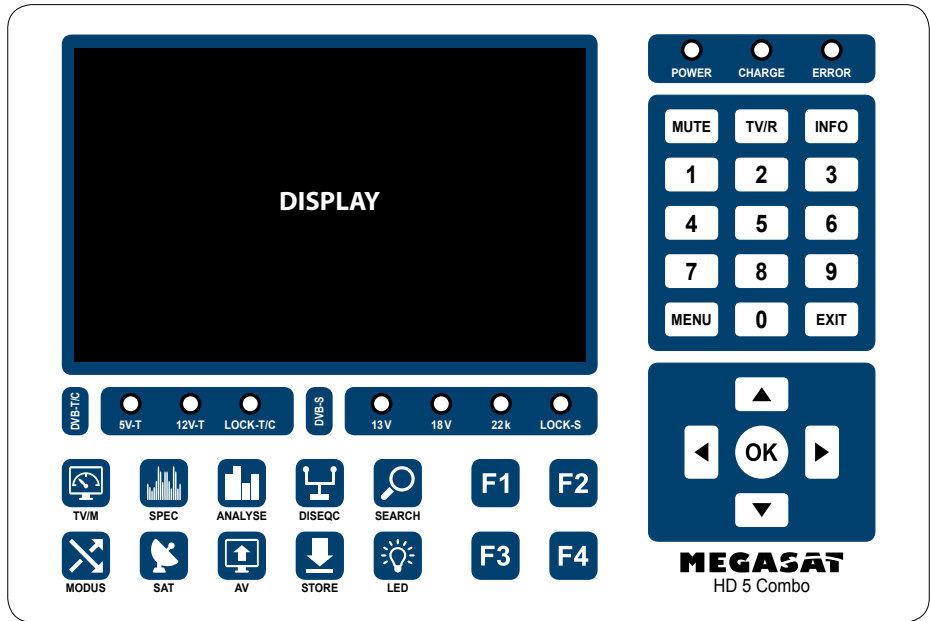 DISPLAY
POWER CHARGE ERROR
MUTE TV/R INFO
1 2 3
4 5 6
7 8 9
MENU 0 EXIT
DVB-T/C
5V-T 12V-T LOCK-T/C
DVB-S
13V 18V 22k LOCK-S
OK
F1 F2
TV/M SPEC ANALYSE DISEQC SEARCH
F3 F4
MODUS SAT AV STORE LED
MEGASAT
HD 5 Combo